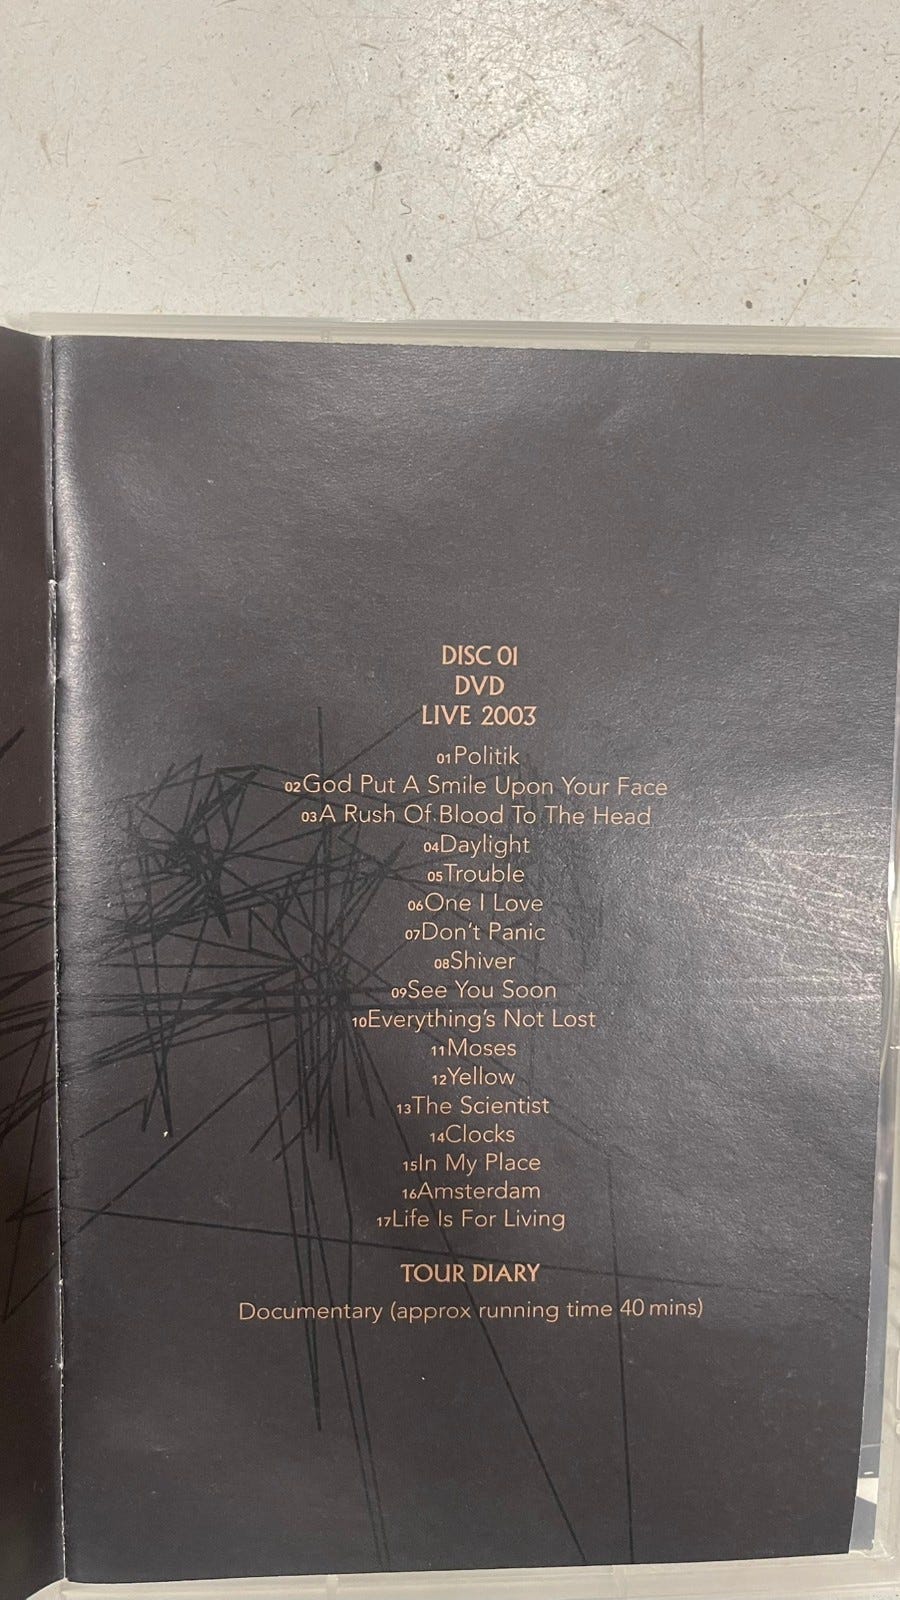 DISC 01
DVD
LIVE 2003
01Politik
02God Put A Smile Upon Your Face
03A Rush Of Blood To The Head
04Daylight
05Trouble
06One I Love
07Don't Panic
08Shiver
09See You Soon
10Everything's Not Lost
11Moses
12Yellow
13The Scientist
14Clocks
15In My Place
16Amsterdam
17Life Is For Living
TOUR DIARY
Documentary (approx running time 40 mins)